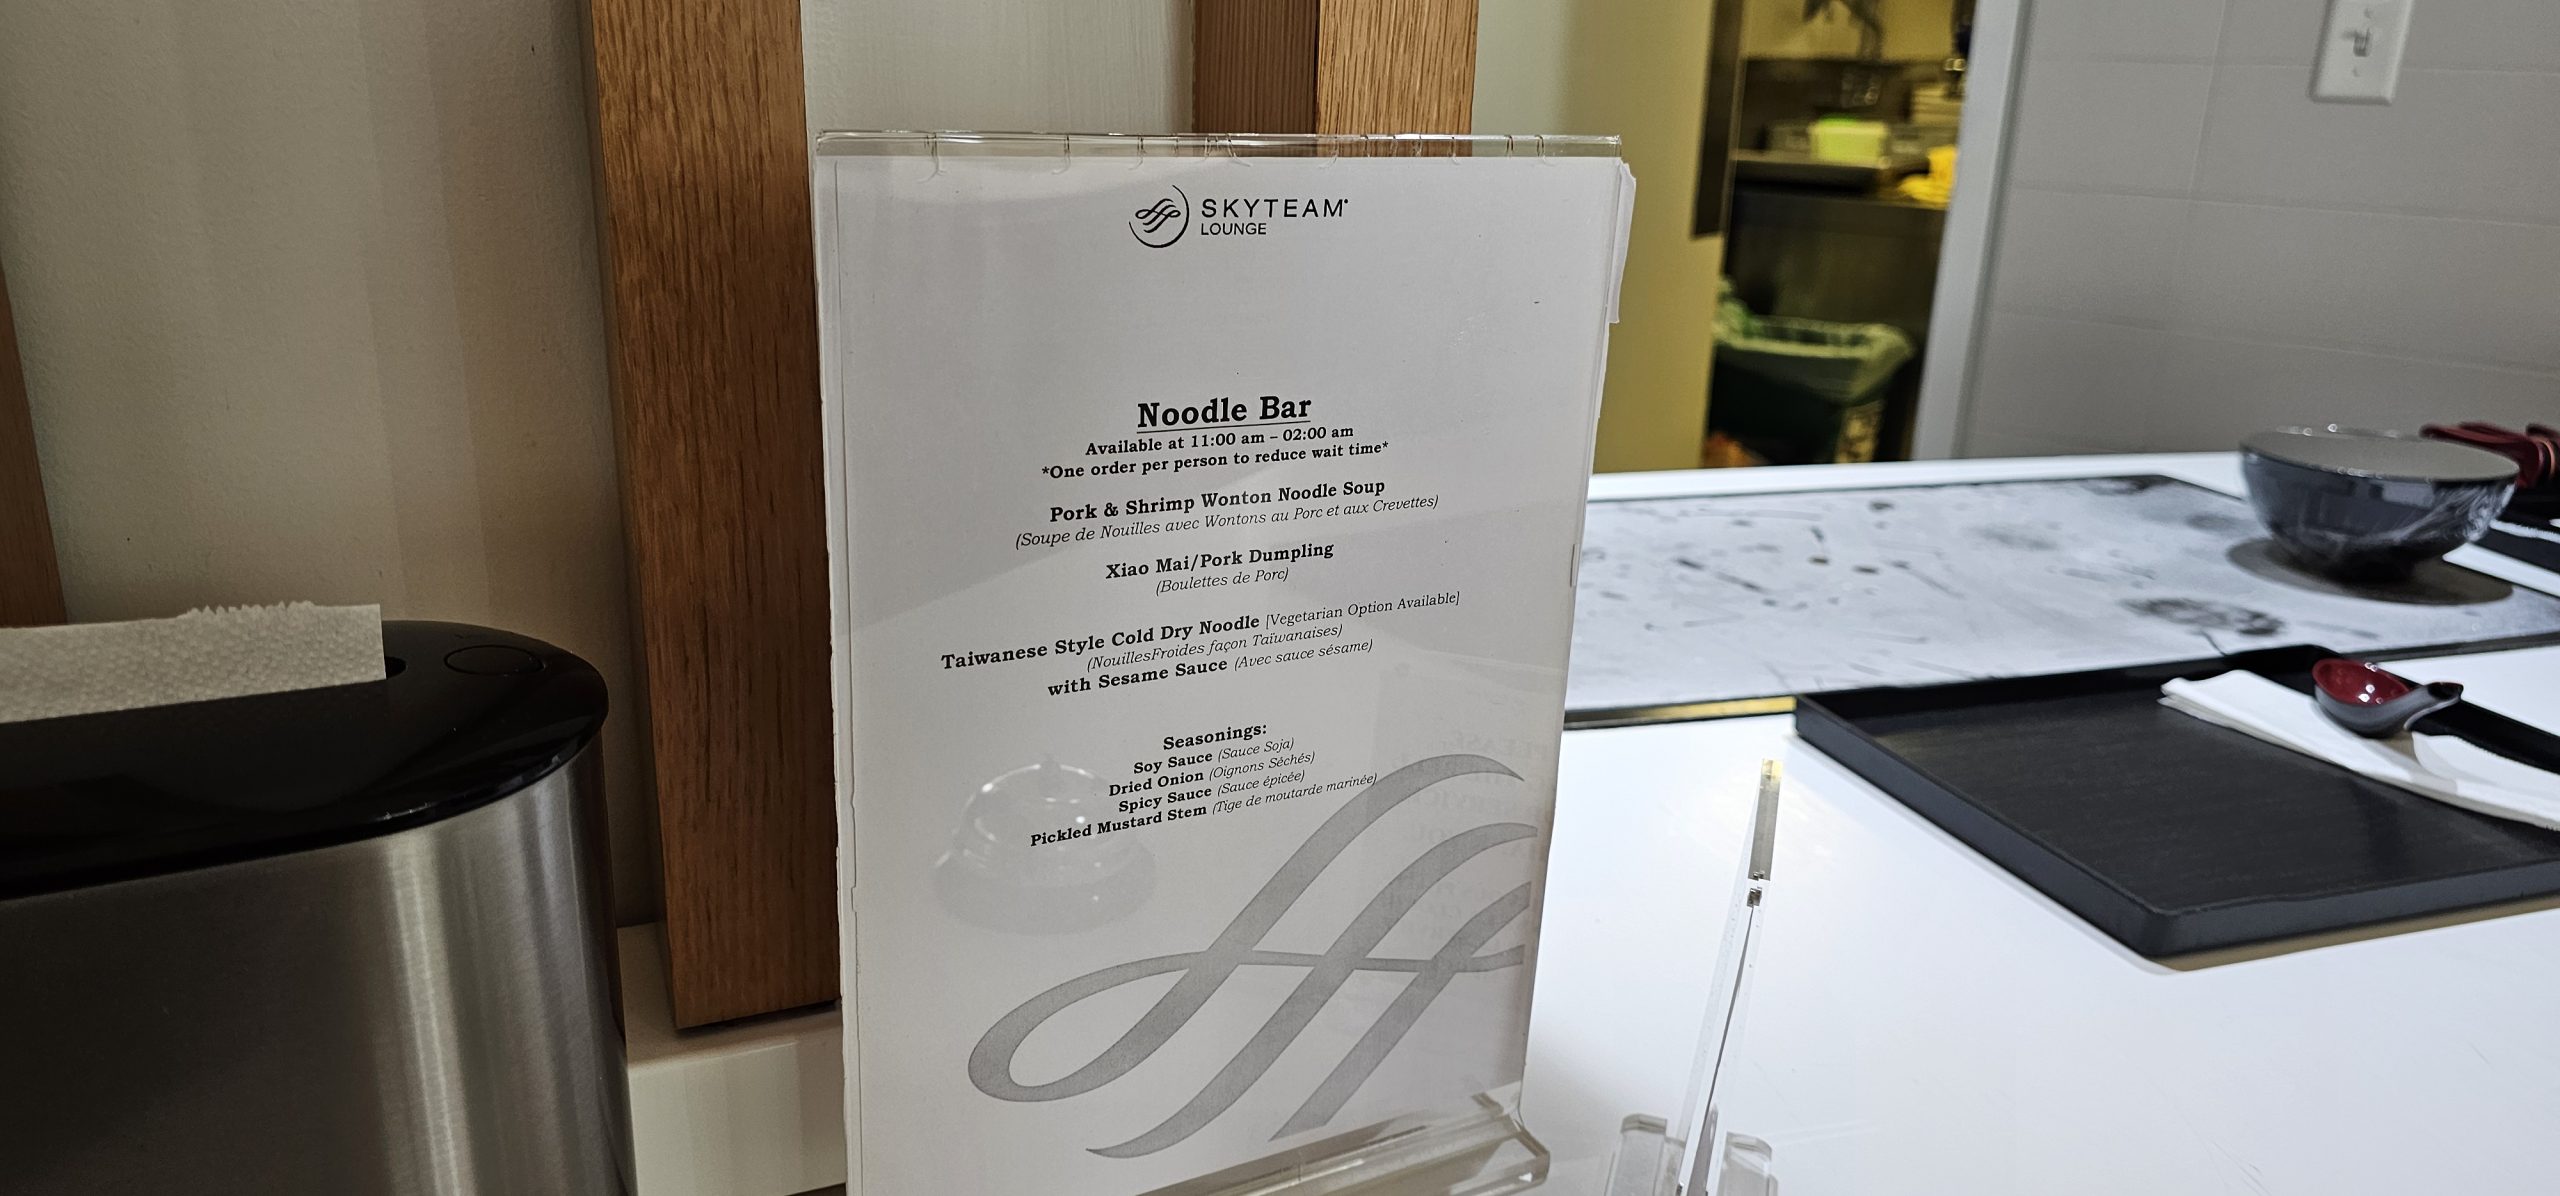 SKYTEAM
LOUNGE
Noodle Bar
Available at 11:00 am – 02:00 am
*One order per person to reduce wait time*
Pork & Shrimp Wonton Noodle Soup
(Soupe de Nouilles avec Wontons au Porc et aux Crevettes)
Xiao Mai/Pork Dumpling
(Boulettes de Porc)
Taiwanese Style Cold Dry Noodle [Vegetarian Option Available]
(NouillesFroides façon Taïwanaises)
with Sesame Sauce (Avec sauce sésame)
Seasonings:
Soy Sauce (Sauce Soja)
Dried Onion (Oignons Séchés)
Spicy Sauce (Sauce épicée)
Pickled Mustard Stem (Tige de moutarde marinée)